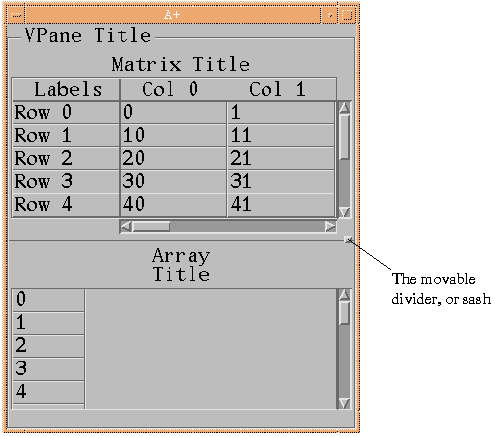 A+
VPane Title
Matrix Title
Labels Col 0 Col 1
Row 0 0 1
Row 1 10 11
Row 2 20 21
Row 3 30 31
Row 4 40 41
The movable
divider, or sash
Array
Title
0
1
2
3
4